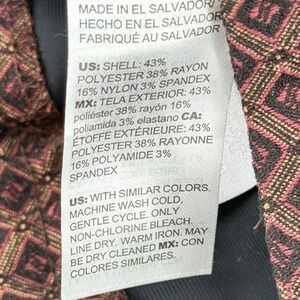 MADE IN EL SALVADOR/
HECHO EN EL SALVADOR/
FABRIQUÉ AU SALVADOR
US: SHELL: 43%
POLYESTER 38% RAYON
16% NYLON 3% SPANDEX
MX: TELA EXTERIOR: 43%
poliéster 38% rayón 16%
poliamida 3% elastano CA:
ÉTOFFE EXTÉRIEURE: 43%
POLYESTER 38% RAYONNE
16% POLYAMIDE 3%
SPANDEX
US: WITH SIMILAR COLORS.
MACHINE WASH COLD,
GENTLE CYCLE. ONLY
NON-CHLORINE BLEACH.
LINE DRY. WARM IRON. MAY
BE DRY CLEANED MX: CON
COLORES SIMILARES.